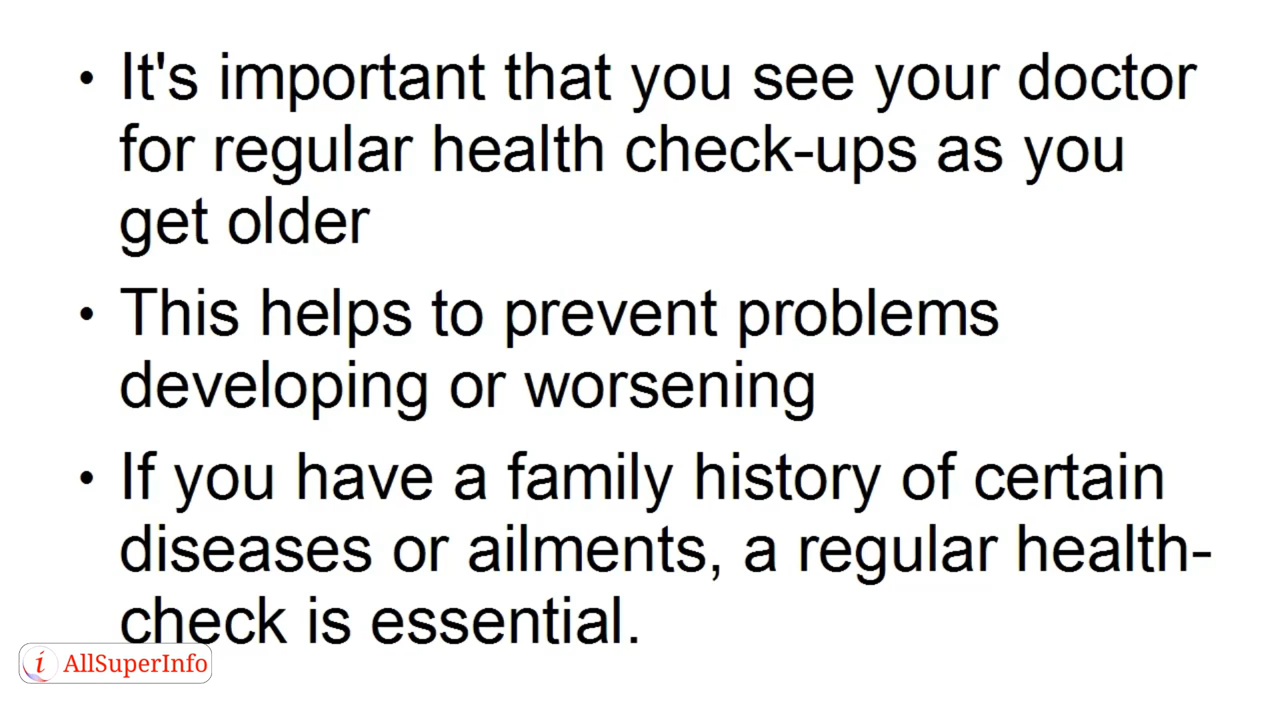 • It's important that you see your doctor
for regular health check-ups as you
get older
• This helps to prevent problems
developing or worsening
• If you have a family history of certain
diseases or ailments, a regular health-
check is essential.
i AllSuperInfo